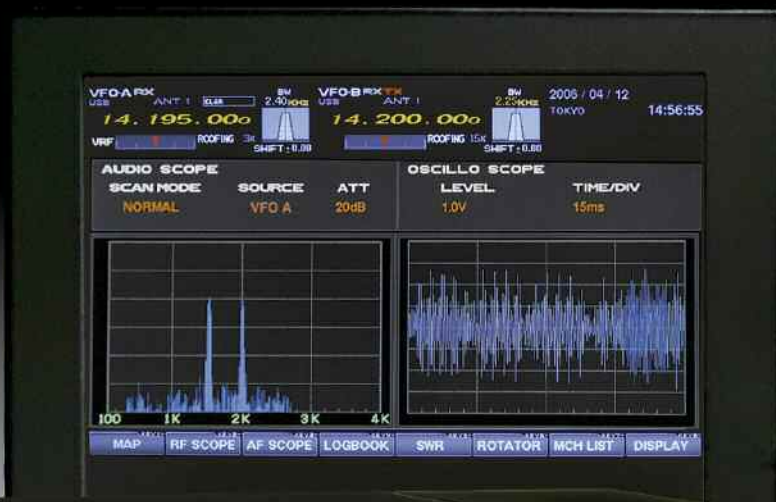 VFO-A RX
USB ANT 1 CLAR BW 2.40KHz
14.195.00o
VRF ROOFING 3K SHIFT:0.00
VFO-B RX TX
USB ANT 1 BW 2.25KHz
14.200.00o
ROOFING 15K SHIFT:0.00
2006 / 04 / 12
TOKYO
14:56:55
AUDIO SCOPE
SCAN MODE SOURCE ATT
NORMAL VFO A 20dB
OSCILLO SCOPE
LEVEL TIME/DIV
1.0V 15ms
100 1K 2K 3K 4K
MAP RF SCOPE AF SCOPE LOGBOOK SWR ROTATOR MCH LIST DISPLAY